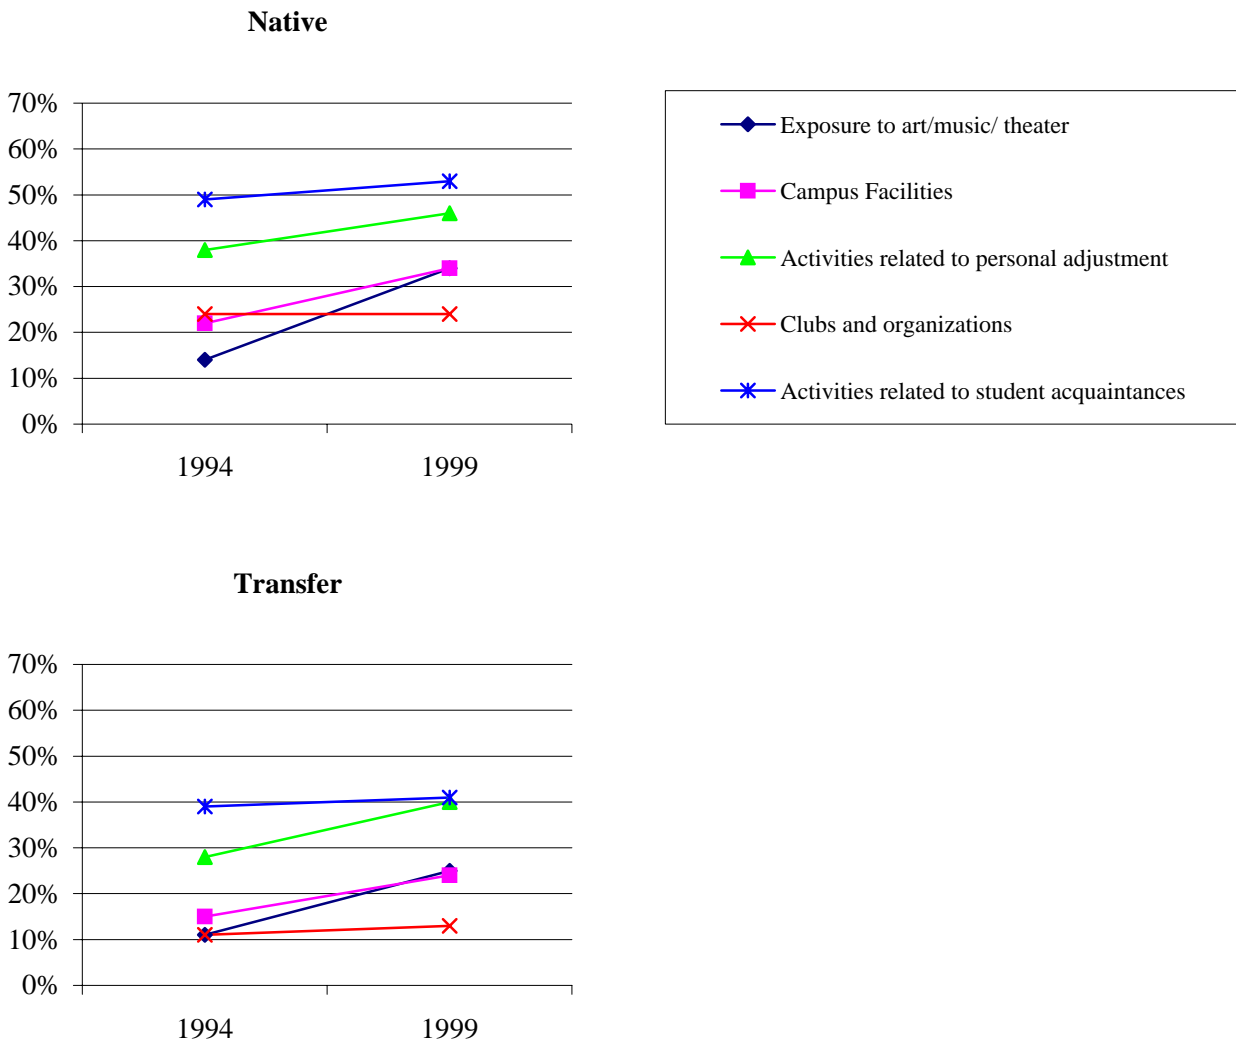 Native
70%
60%
50%
40%
30%
20%
10%
0%
1994 1999
Exposure to art/music/ theater
Campus Facilities
Activities related to personal adjustment
Clubs and organizations
Activities related to student acquaintances
Transfer
70%
60%
50%
40%
30%
20%
10%
0%
1994 1999